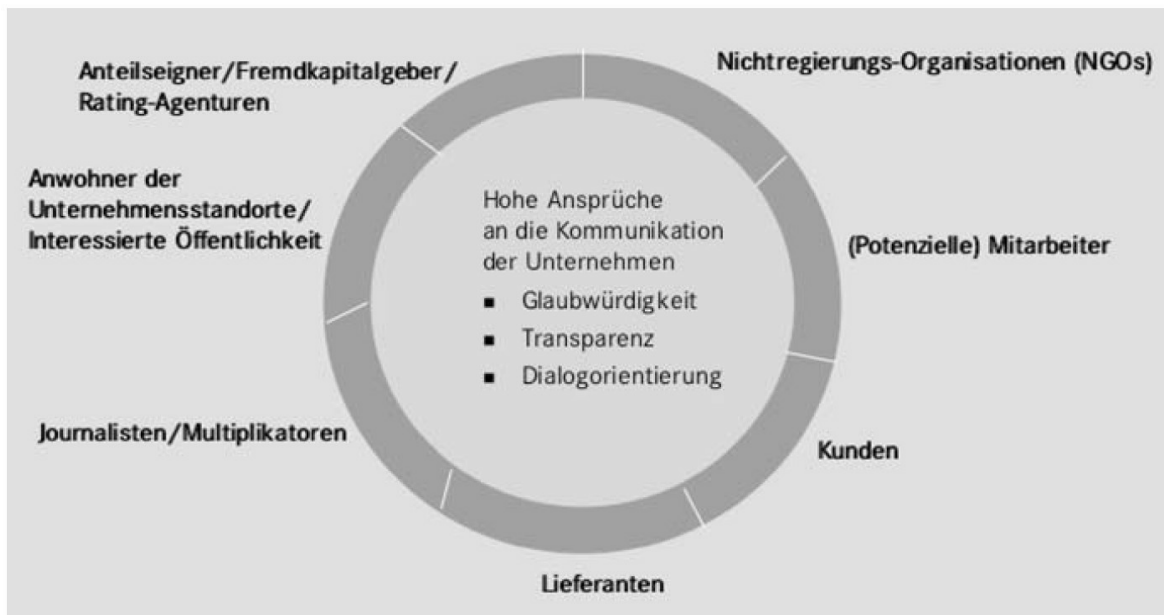 Anteilseigner/Fremdkapitalgeber/
Rating-Agenturen
Nichtregierungs-Organisationen (NGOs)
Anwohner der
Unternehmensstandorte/
Interessierte Öffentlichkeit
Hohe Ansprüche
an die Kommunikation
der Unternehmen
▪ Glaubwürdigkeit
▪ Transparenz
▪ Dialogorientierung
(Potenzielle) Mitarbeiter
Journalisten/Multiplikatoren
Kunden
Lieferanten